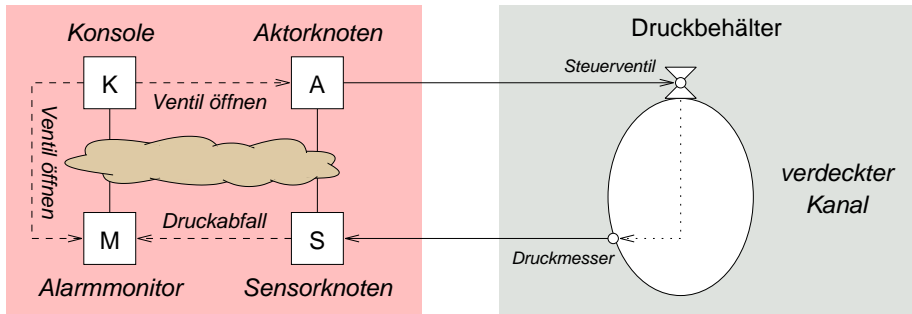 Konsole
Aktorknoten
Druckbehälter
K
A
Steuerventil
Ventil öffnen
Ventil öffnen
verdeckter
Kanal
M
Druckabfall
S
Druckmesser
Alarmmonitor
Sensorknoten